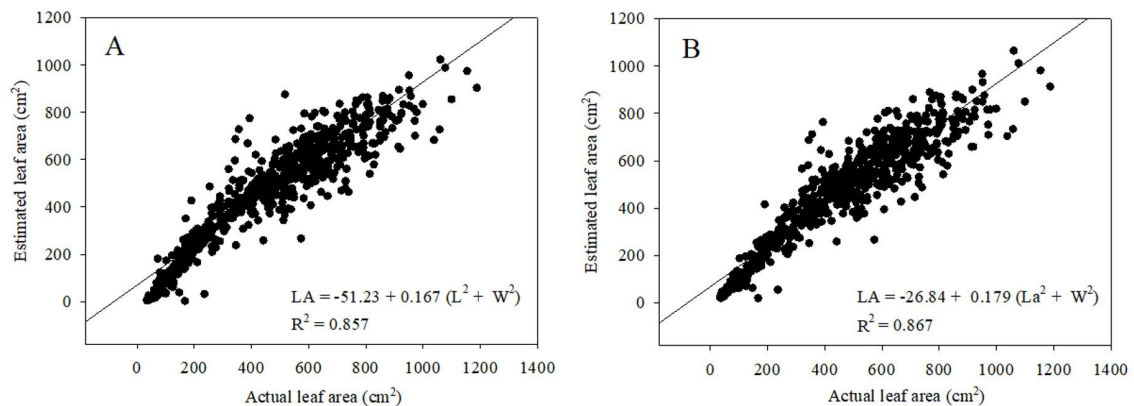 A
Estimated leaf area (cm²)
1200
1000
800
600
400
200
0
LA = -51.23 + 0.167 (L² + W²)
R² = 0.857
0 200 400 600 800 1000 1200 1400
Actual leaf area (cm²)
B
Estimated leaf area (cm²)
1200
1000
800
600
400
200
0
LA = -26.84 + 0.179 (La² + W²)
R² = 0.867
0 200 400 600 800 1000 1200 1400
Actual leaf area (cm²)